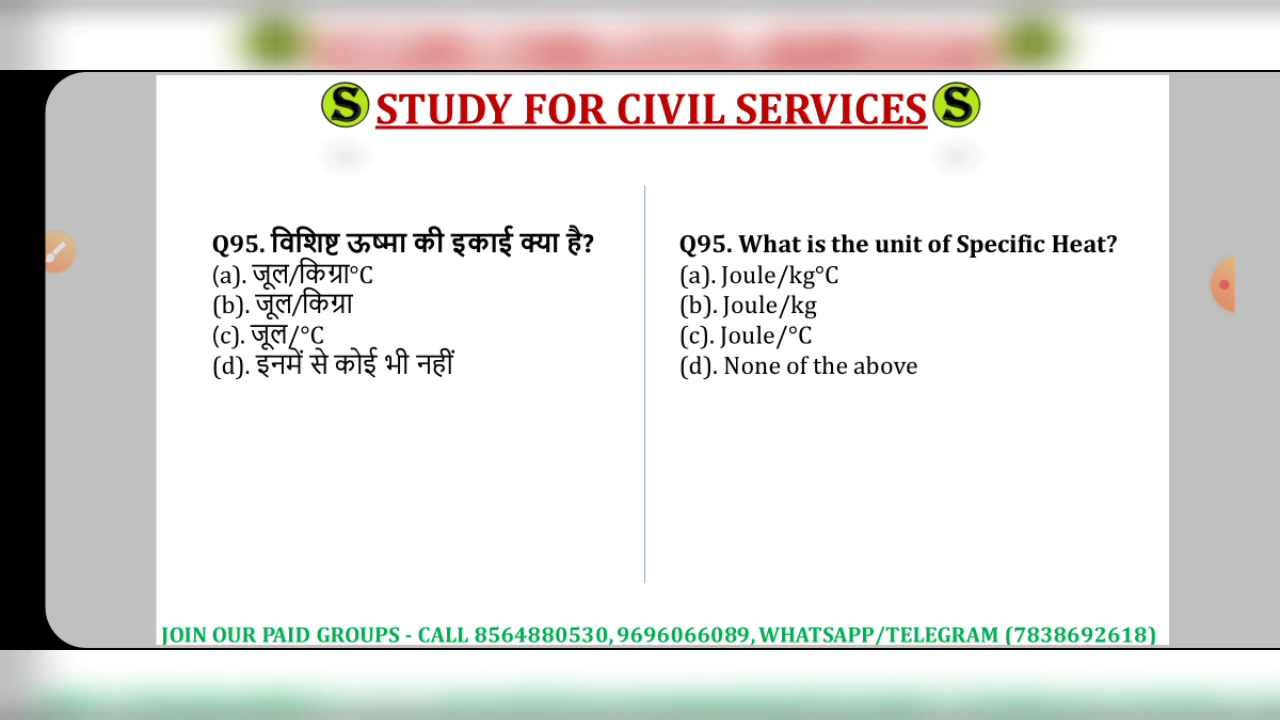 STUDY FOR CIVIL SERVICES
Q95. विशिष्ट ऊष्मा की इकाई क्या है?
(a). जूल/किग्रा°C
(b). जूल/किग्रा
(c). जूल/°C
(d). इनमें से कोई भी नहीं
Q95. What is the unit of Specific Heat?
(a). Joule/kg°C
(b). Joule/kg
(c). Joule/°C
(d). None of the above
JOIN OUR PAID GROUPS - CALL 8564880530, 9696066089, WHATSAPP/TELEGRAM (7838692618)